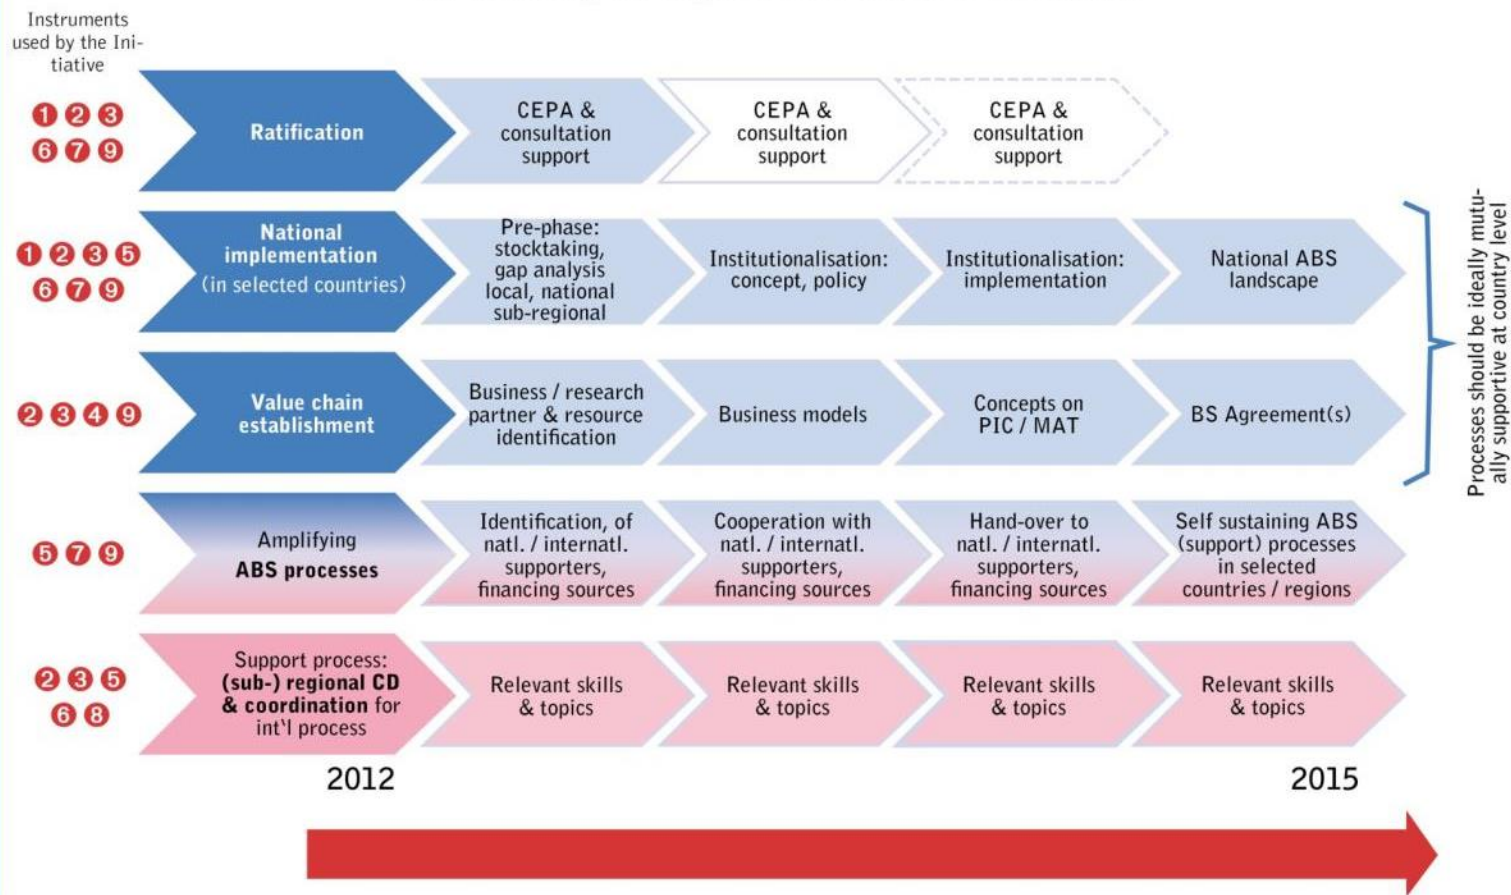 Instruments
used by the Ini-
tiative
1 2 3
6 7 9
Ratification
CEPA &
consultation
support
CEPA &
consultation
support
CEPA &
consultation
support
1 2 3 5
6 7 9
National
implementation
(in selected countries)
Pre-phase:
stocktaking,
gap analysis
local, national
sub-regional
Institutionalisation:
concept, policy
Institutionalisation:
implementation
National ABS
landscape
2 3 4 9
Value chain
establishment
Business / research
partner & resource
identification
Business models
Concepts on
PIC / MAT
BS Agreement(s)
Processes should be ideally mutu-
ally supportive at country level
5 7 9
Amplifying
ABS processes
Identification, of
natl. / internatl.
supporters,
financing sources
Cooperation with
natl. / internatl.
supporters,
financing sources
Hand-over to
natl. / internatl.
supporters,
financing sources
Self sustaining ABS
(support) processes
in selected
countries / regions
2 3 5
6 8
Support process:
(sub-) regional CD
& coordination for
int'l process
Relevant skills
& topics
Relevant skills
& topics
Relevant skills
& topics
Relevant skills
& topics
2012
2015